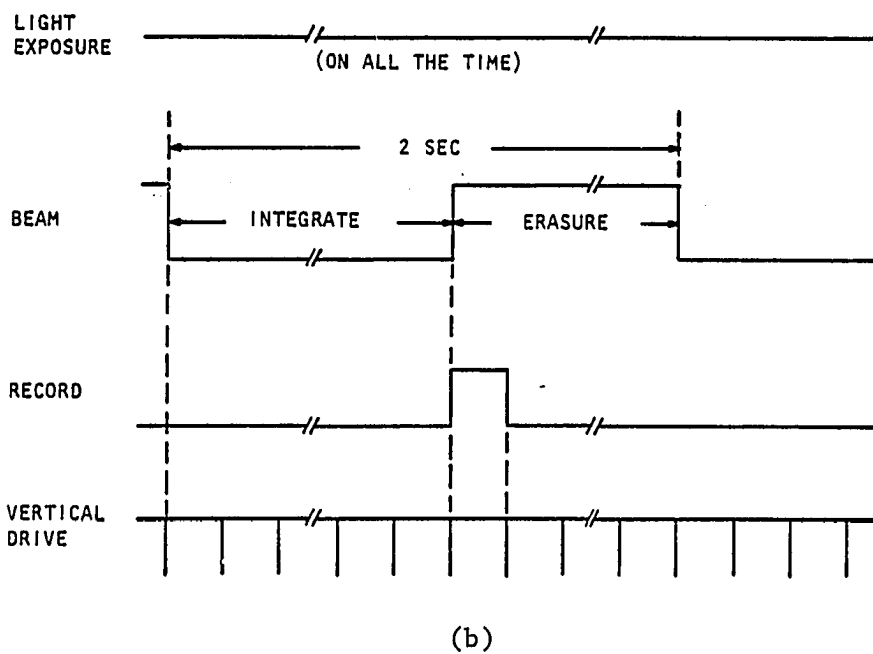 LIGHT
EXPOSURE
(ON ALL THE TIME)
2 SEC
BEAM
INTEGRATE
ERASURE
RECORD
VERTICAL
DRIVE
(b)